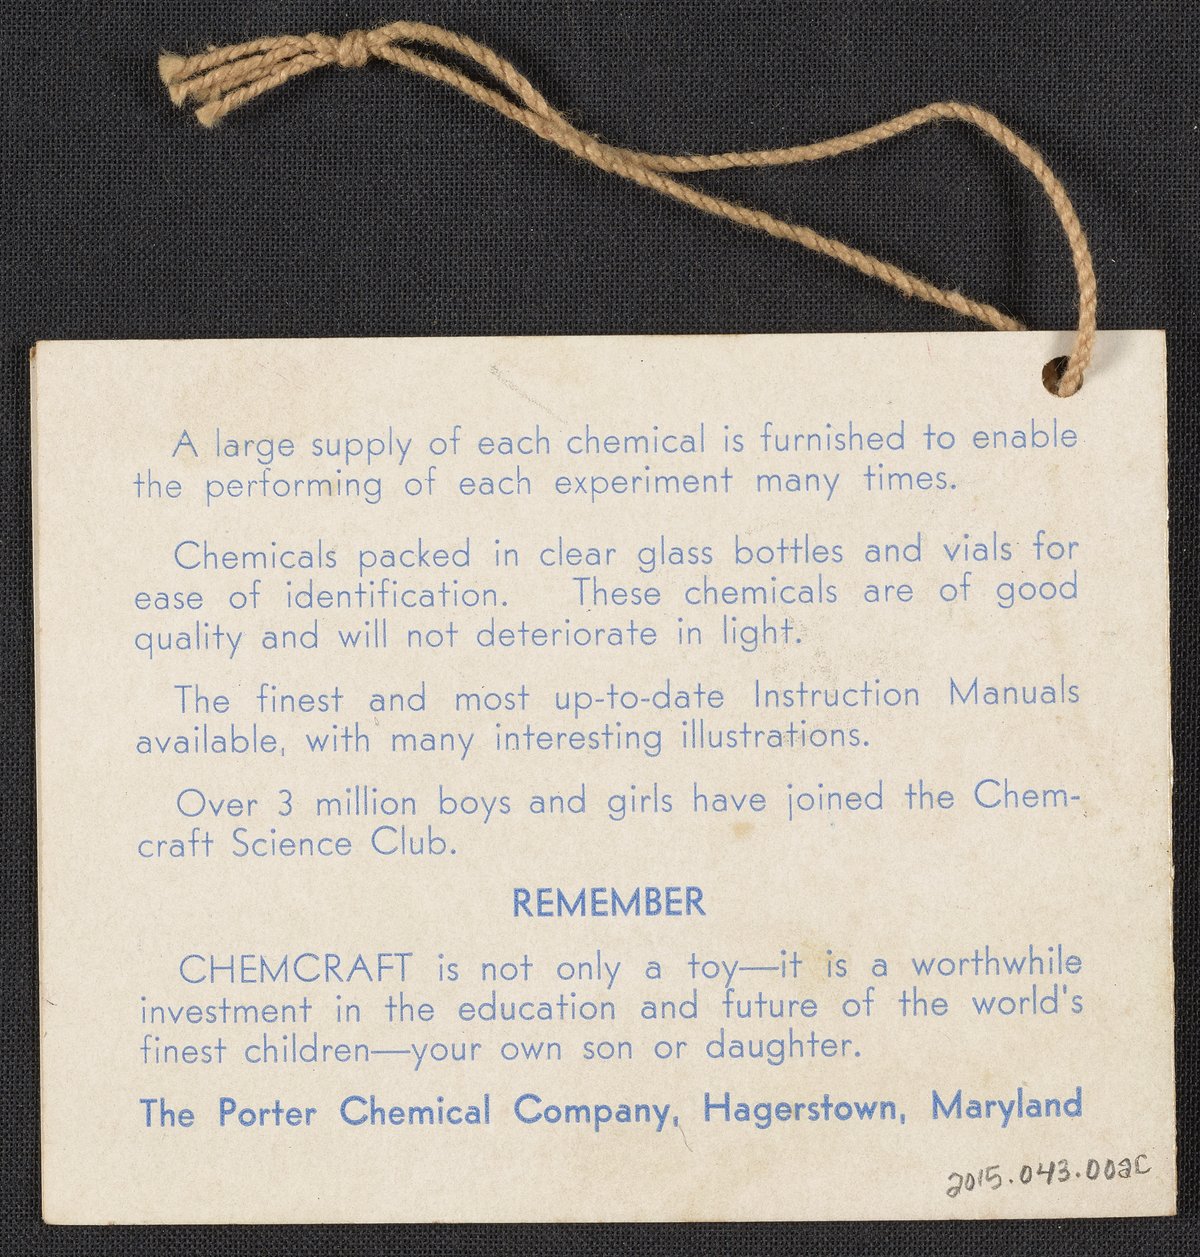 A large supply of each chemical is furnished to enable
the performing of each experiment many times.
Chemicals packed in clear glass bottles and vials for
ease of identification. These chemicals are of good
quality and will not deteriorate in light.
The finest and most up-to-date Instruction Manuals
available, with many interesting illustrations.
Over 3 million boys and girls have joined the Chem-
craft Science Club.
REMEMBER
CHEMCRAFT is not only a toy—it is a worthwhile
investment in the education and future of the world's
finest children—your own son or daughter.
The Porter Chemical Company, Hagerstown, Maryland
2015.043.002c